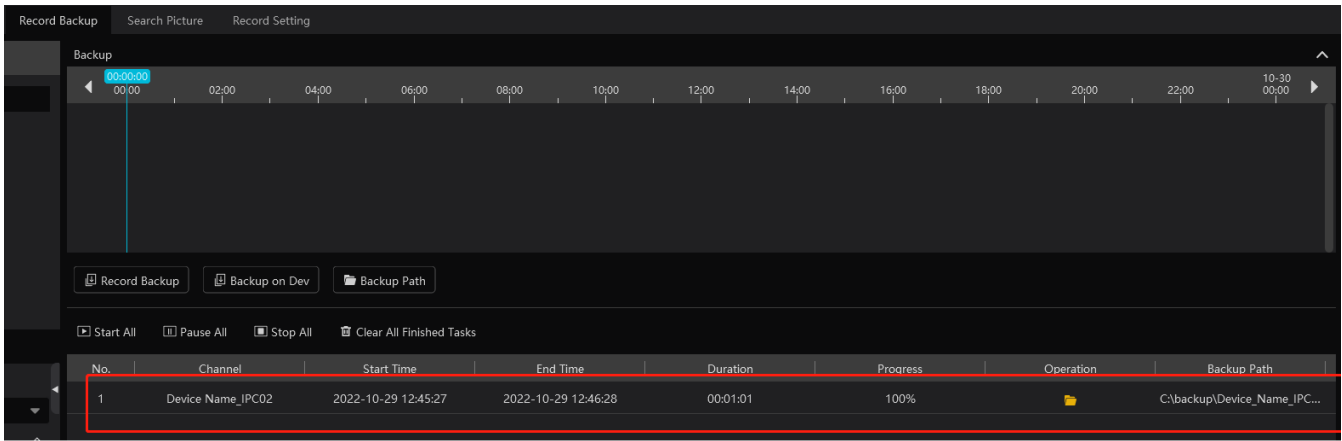 Record Backup Search Picture Record Setting
Backup
00:00:00
10-30
00:00 02:00 04:00 06:00 08:00 10:00 12:00 14:00 16:00 18:00 20:00 22:00 00:00
Record Backup Backup on Dev Backup Path
Start All Pause All Stop All Clear All Finished Tasks
No. Channel Start Time End Time Duration Progress Operation Backup Path
1 Device Name_IPC02 2022-10-29 12:45:27 2022-10-29 12:46:28 00:01:01 100% C:\backup\Device_Name_IPC...